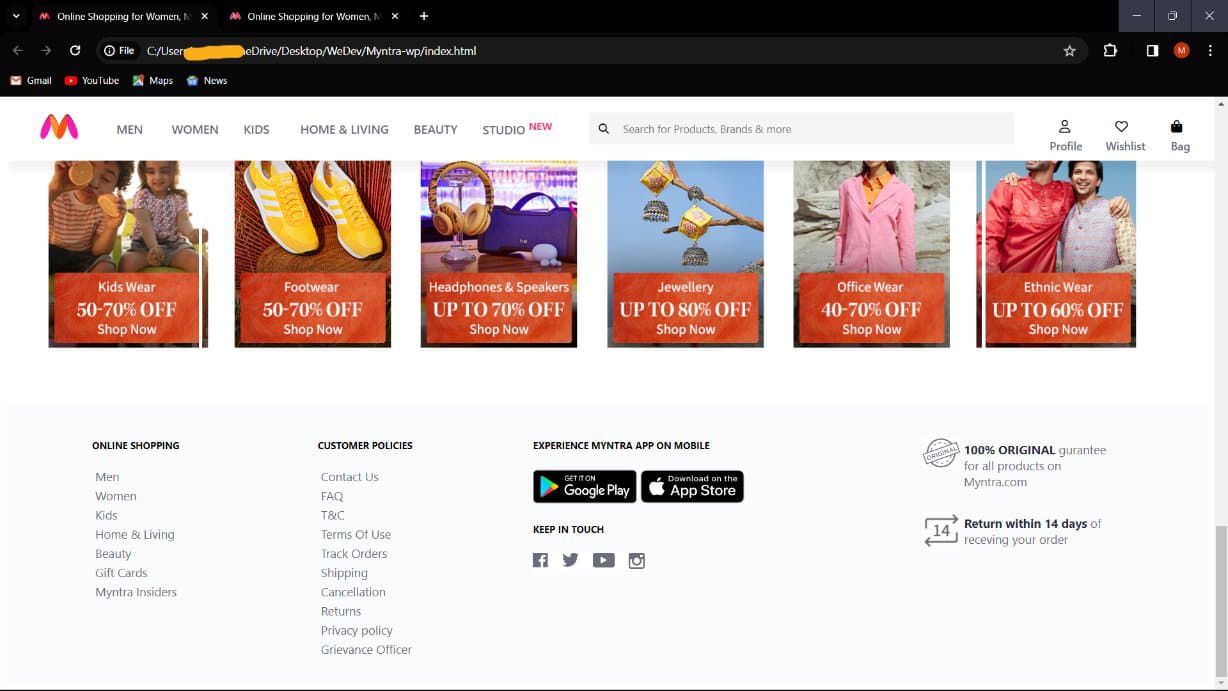 Online Shopping for Women, M
Online Shopping for Women, M
File
C:/Users
eDrive/Desktop/WeDev/Myntra-wp/index.html
M
Gmail
YouTube
Maps
News
MEN
WOMEN
KIDS
HOME & LIVING
BEAUTY
STUDIO NEW
Search for Products, Brands & more
Profile
Wishlist
Bag
Kids Wear
50-70% OFF
Shop Now
Footwear
50-70% OFF
Shop Now
Headphones & Speakers
UP TO 70% OFF
Shop Now
Jewellery
UP TO 80% OFF
Shop Now
Office Wear
40-70% OFF
Shop Now
Ethnic Wear
UP TO 60% OFF
Shop Now
ONLINE SHOPPING
Men
Women
Kids
Home & Living
Beauty
Gift Cards
Myntra Insiders
CUSTOMER POLICIES
Contact Us
FAQ
T&C
Terms Of Use
Track Orders
Shipping
Cancellation
Returns
Privacy policy
Grievance Officer
EXPERIENCE MYNTRA APP ON MOBILE
GET IT ON
Google Play
Download on the
App Store
KEEP IN TOUCH
ORIGINAL
100% ORIGINAL gurantee
for all products on
Myntra.com
14
Return within 14 days of
receving your order